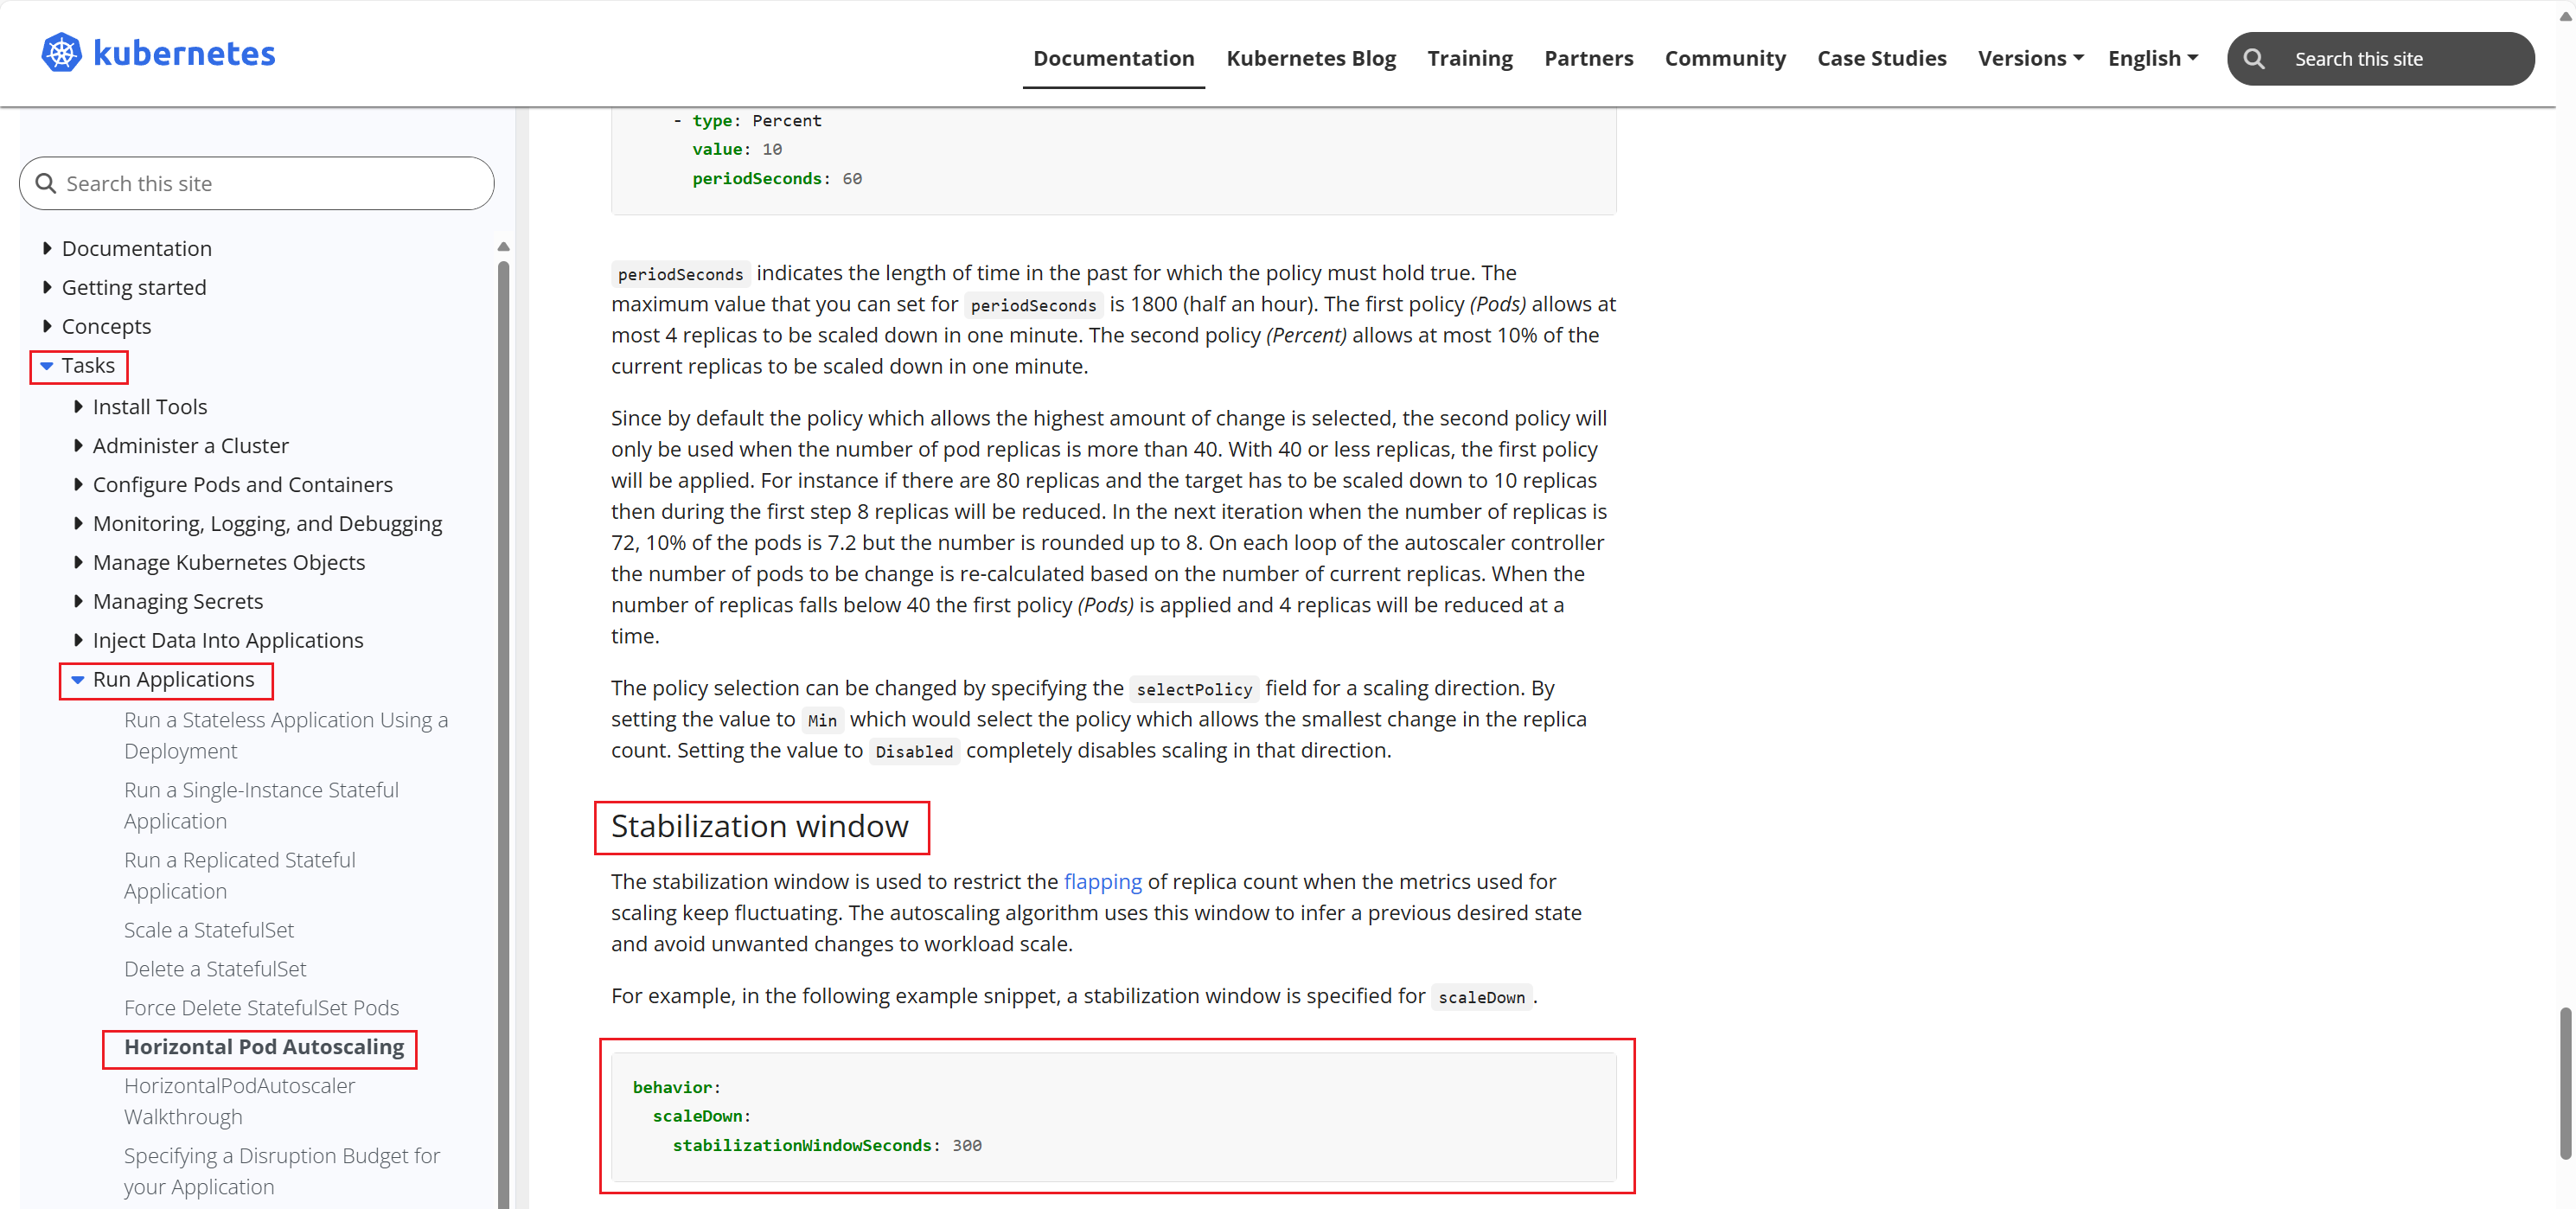 kubernetes
Documentation Kubernetes Blog Training Partners Community Case Studies Versions English Search this site
Search this site
Documentation
Getting started
Concepts
Tasks
Install Tools
Administer a Cluster
Configure Pods and Containers
Monitoring, Logging, and Debugging
Manage Kubernetes Objects
Managing Secrets
Inject Data Into Applications
Run Applications
Run a Stateless Application Using a
Deployment
Run a Single-Instance Stateful
Application
Run a Replicated Stateful
Application
Scale a StatefulSet
Delete a StatefulSet
Force Delete StatefulSet Pods
Horizontal Pod Autoscaling
HorizontalPodAutoscaler
Walkthrough
Specifying a Disruption Budget for
your Application
- type: Percent
value: 10
periodSeconds: 60
periodSeconds indicates the length of time in the past for which the policy must hold true. The
maximum value that you can set for periodSeconds is 1800 (half an hour). The first policy (Pods) allows at
most 4 replicas to be scaled down in one minute. The second policy (Percent) allows at most 10% of the
current replicas to be scaled down in one minute.
Since by default the policy which allows the highest amount of change is selected, the second policy will
only be used when the number of pod replicas is more than 40. With 40 or less replicas, the first policy
will be applied. For instance if there are 80 replicas and the target has to be scaled down to 10 replicas
then during the first step 8 replicas will be reduced. In the next iteration when the number of replicas is
72, 10% of the pods is 7.2 but the number is rounded up to 8. On each loop of the autoscaler controller
the number of pods to be change is re-calculated based on the number of current replicas. When the
number of replicas falls below 40 the first policy (Pods) is applied and 4 replicas will be reduced at a
time.
The policy selection can be changed by specifying the selectPolicy field for a scaling direction. By
setting the value to Min which would select the policy which allows the smallest change in the replica
count. Setting the value to Disabled completely disables scaling in that direction.
Stabilization window
The stabilization window is used to restrict the flapping of replica count when the metrics used for
scaling keep fluctuating. The autoscaling algorithm uses this window to infer a previous desired state
and avoid unwanted changes to workload scale.
For example, in the following example snippet, a stabilization window is specified for scaleDown.
behavior:
scaleDown:
stabilizationWindowSeconds: 300